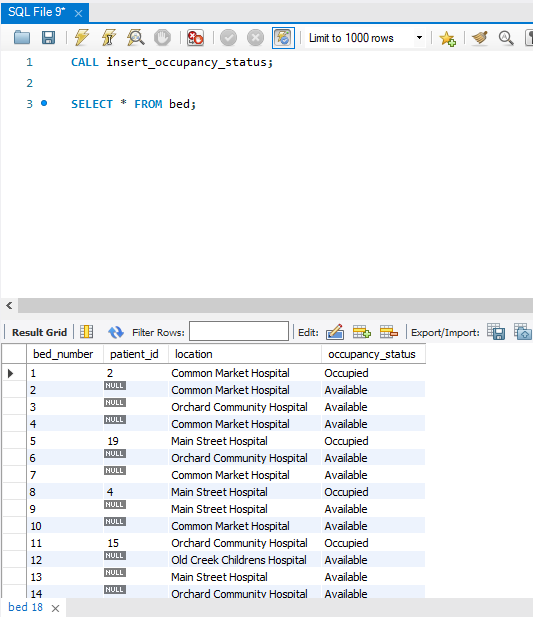 SQL File 9*
Limit to 1000 rows
1 CALL insert_occupancy_status;
2
3 SELECT * FROM bed;
Result Grid Filter Rows: Edit: Export/Import:
bed_number patient_id location occupancy_status
1 2 Common Market Hospital Occupied
2 NULL Common Market Hospital Available
3 NULL Orchard Community Hospital Available
4 NULL Common Market Hospital Available
5 19 Main Street Hospital Occupied
6 NULL Orchard Community Hospital Available
7 NULL Common Market Hospital Available
8 4 Main Street Hospital Occupied
9 NULL Main Street Hospital Available
10 NULL Common Market Hospital Available
11 15 Orchard Community Hospital Occupied
12 NULL Old Creek Childrens Hospital Available
13 NULL Main Street Hospital Available
14 NULL Orchard Community Hospital Available
bed 18